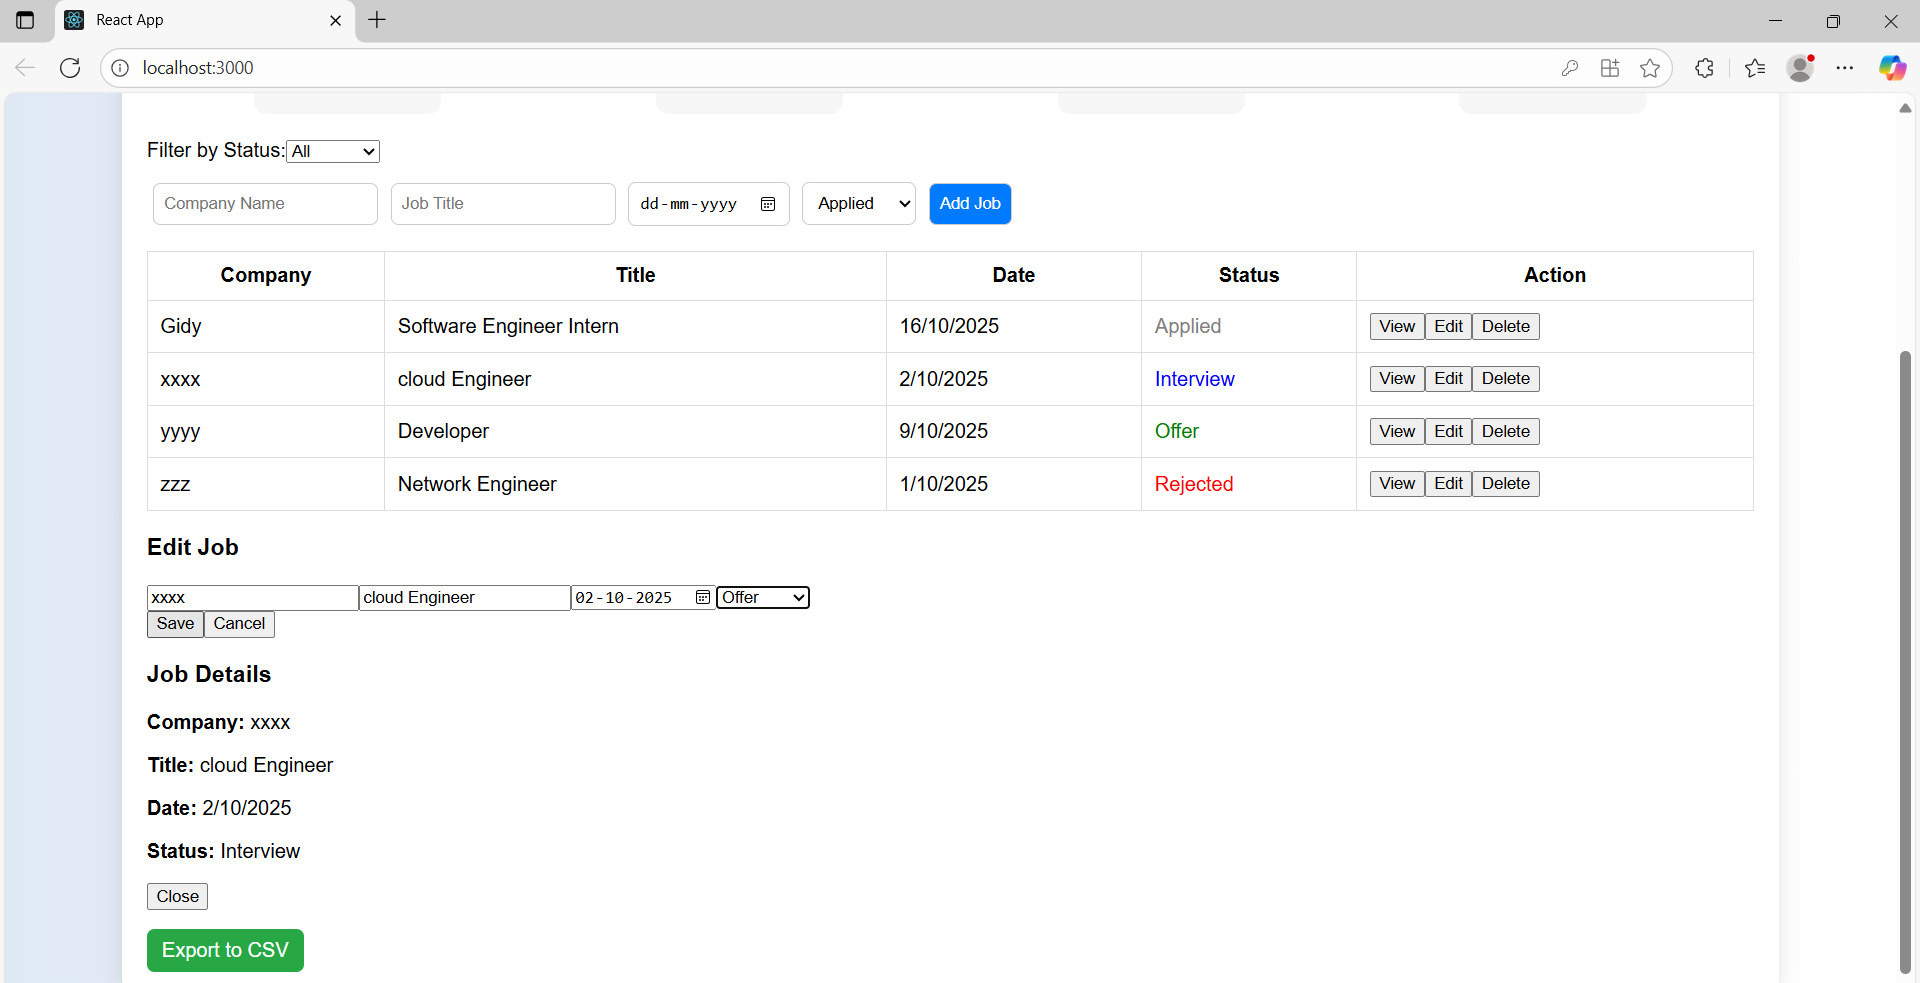 React App
localhost:3000
Filter by Status: All
Company Name Job Title dd-mm-yyyy Applied Add Job
Company Title Date Status Action
Gidy Software Engineer Intern 16/10/2025 Applied View Edit Delete
xxxx cloud Engineer 2/10/2025 Interview View Edit Delete
yyyy Developer 9/10/2025 Offer View Edit Delete
zzz Network Engineer 1/10/2025 Rejected View Edit Delete
Edit Job
xxxx cloud Engineer 02-10-2025 Offer
Save Cancel
Job Details
Company: xxxx
Title: cloud Engineer
Date: 2/10/2025
Status: Interview
Close
Export to CSV